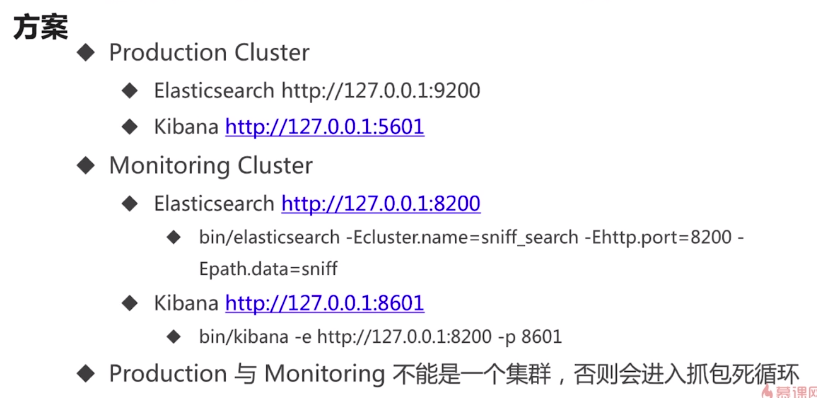 方案
Production Cluster
Elasticsearch http://127.0.0.1:9200
Kibana http://127.0.0.1:5601
Monitoring Cluster
Elasticsearch http://127.0.0.1:8200
bin/elasticsearch -Ecluster.name=sniff_search -Ehttp.port=8200 -
Epath.data=sniff
Kibana http://127.0.0.1:8601
bin/kibana -e http://127.0.0.1:8200 -p 8601
Production 与 Monitoring 不能是一个集群，否则会进入抓包死循环
慕课网